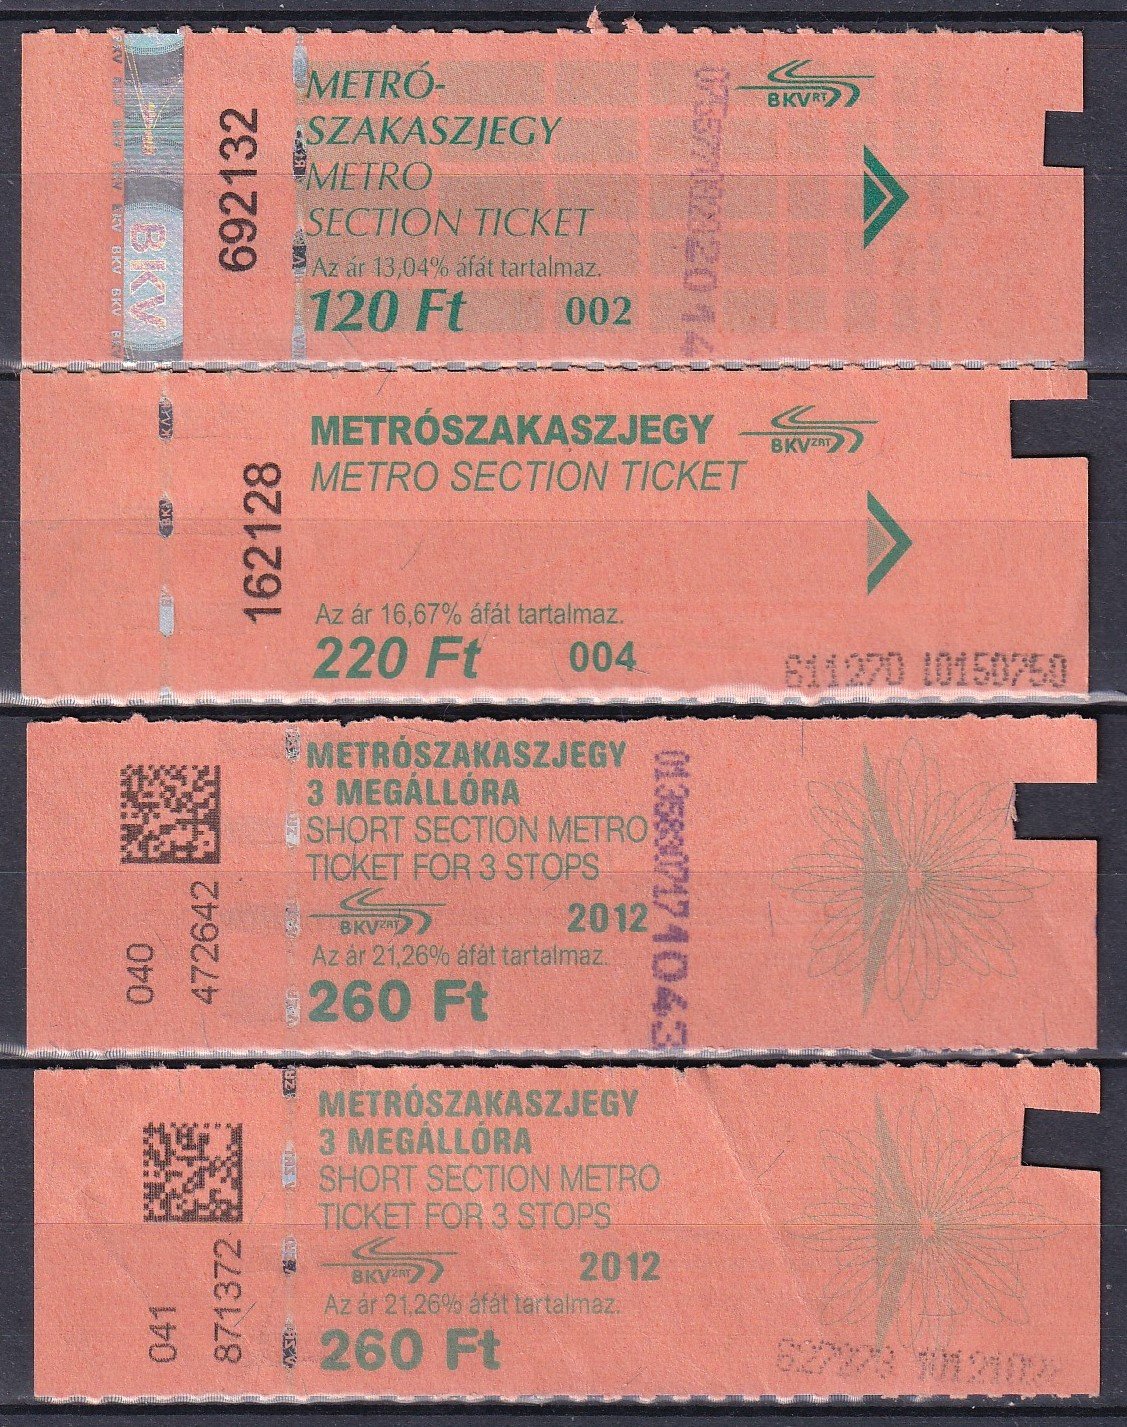 BKV
692132
METRÓ-
SZAKASZJEGY
METRO
SECTION TICKET
Az ár 13,04% áfát tartalmaz.
120 Ft 002
BKV RT
162128
METRÓSZAKASZJEGY
METRO SECTION TICKET
BKV ZRT
Az ár 16,67% áfát tartalmaz.
220 Ft 004
611270 10150750
040
472642
METRÓSZAKASZJEGY
3 MEGÁLLÓRA
SHORT SECTION METRO
TICKET FOR 3 STOPS
BKV ZRT 2012
Az ár 21,26% áfát tartalmaz.
260 Ft
041
871372
METRÓSZAKASZJEGY
3 MEGÁLLÓRA
SHORT SECTION METRO
TICKET FOR 3 STOPS
BKV ZRT 2012
Az ár 21,26% áfát tartalmaz.
260 Ft